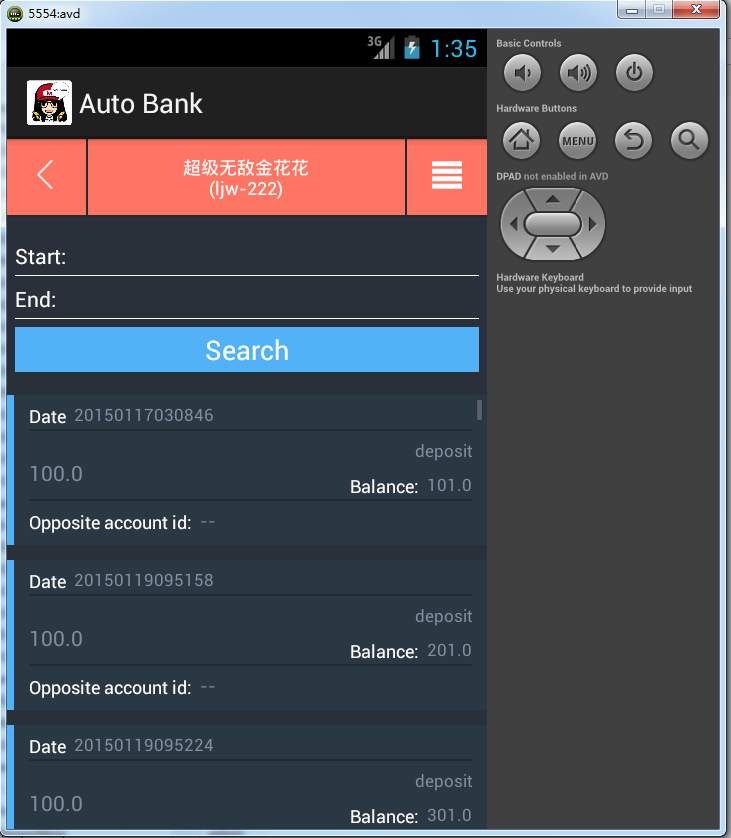 5554:avd
3G
1:35
Auto Bank
超级无敌金花花
(ljw-222)
Start:
End:
Search
Date 20150117030846
deposit
100.0
Balance: 101.0
Opposite account id: --
Date 20150119095158
deposit
100.0
Balance: 201.0
Opposite account id: --
Date 20150119095224
deposit
100.0
Balance: 301.0
Basic Controls
Hardware Buttons
MENU
DPAD not enabled in AVD
Hardware Keyboard
Use your physical keyboard to provide input